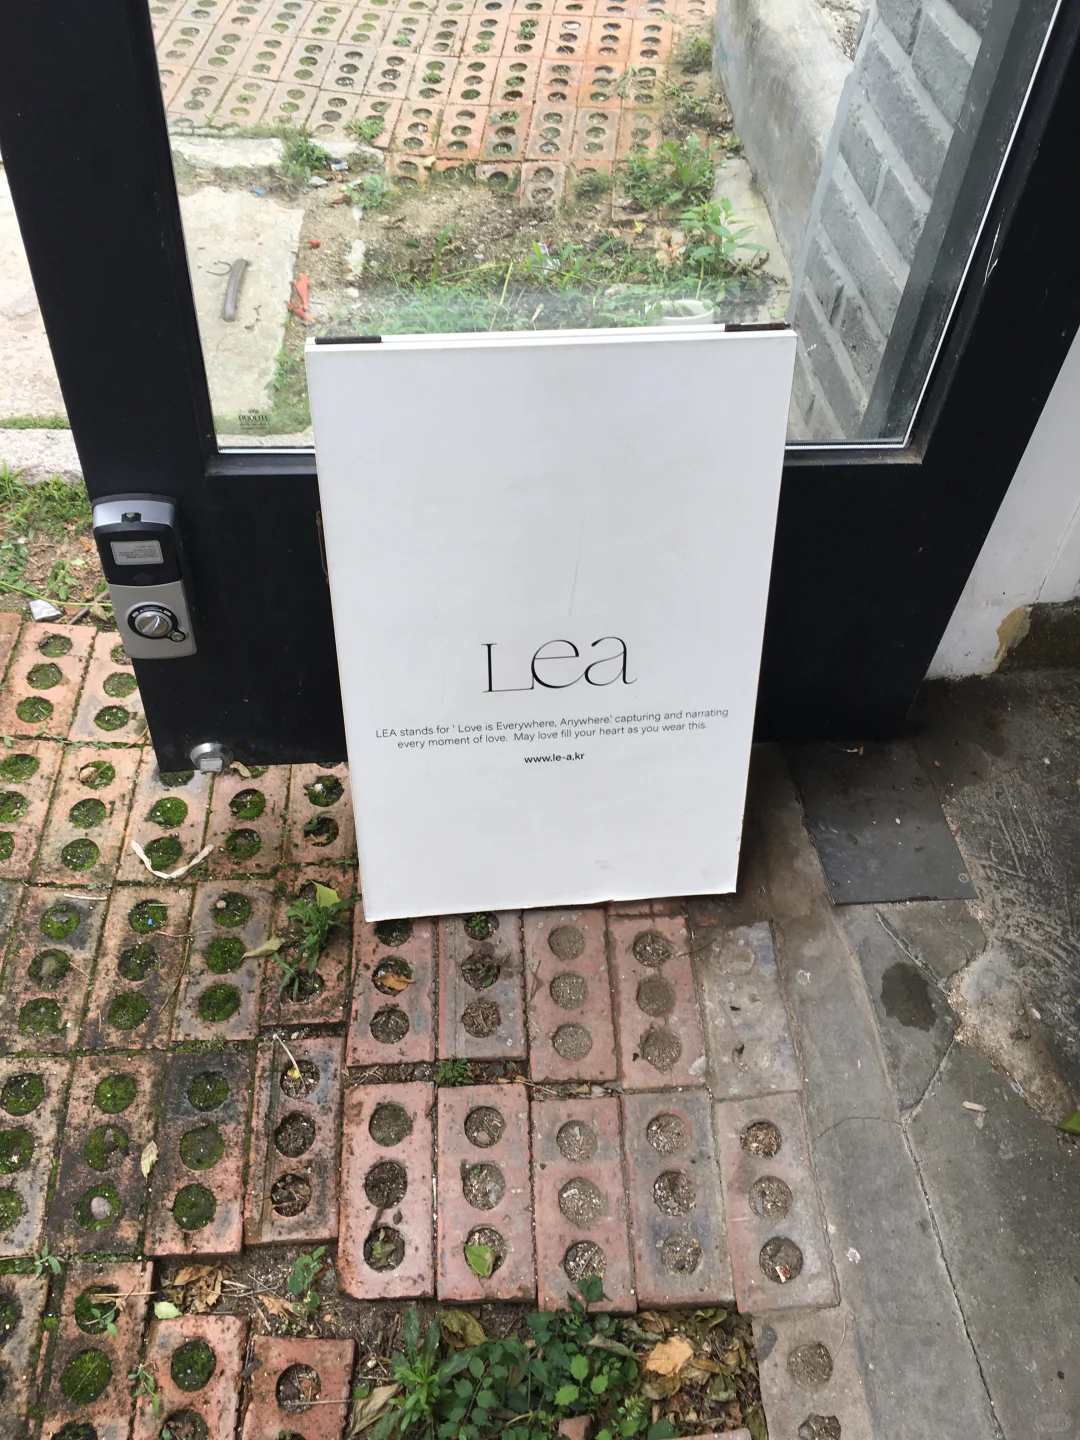 Lea
LEA stands for ' Love is Everywhere, Anywhere.' capturing and narrating
every moment of love. May love fill your heart as you wear this.
www.le-a.kr